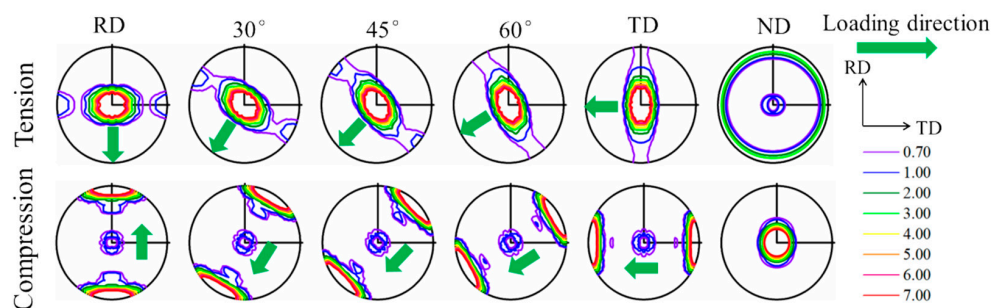 RD 30° 45° 60° TD ND Loading direction
Tension
RD
TD
Compression
0.70
1.00
2.00
3.00
4.00
5.00
6.00
7.00